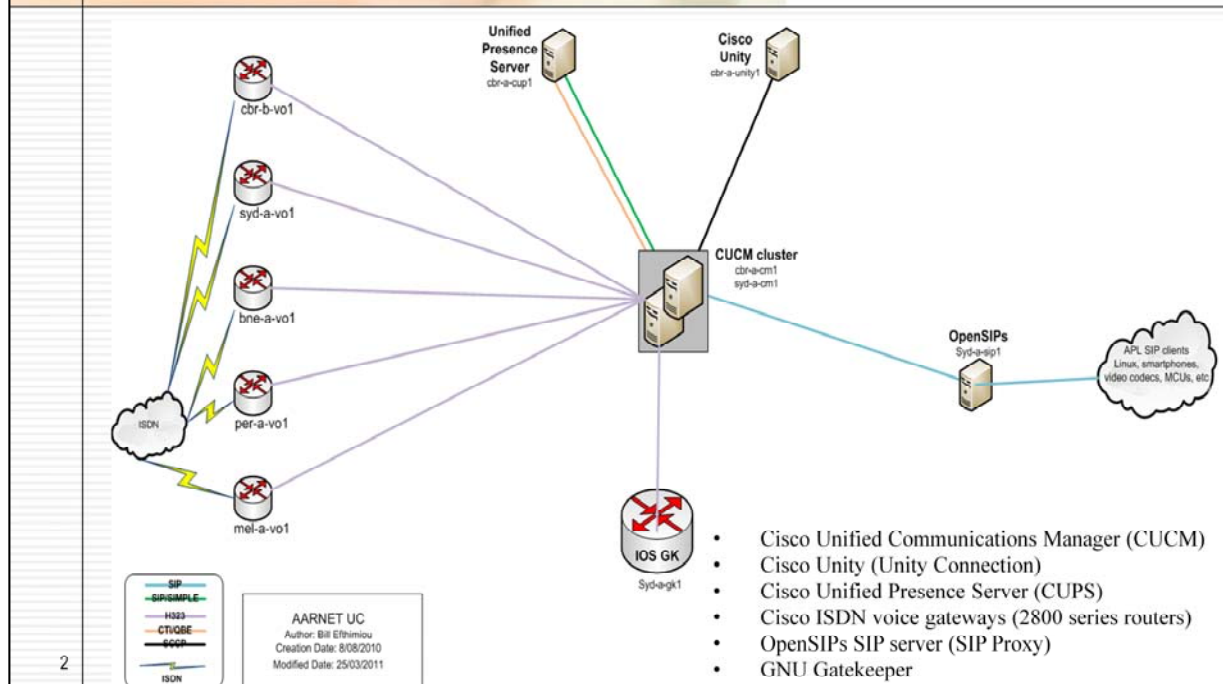 Unified
Presence
Server
cbr-a-cup1
Cisco
Unity
cbr-a-unity1
cbr-b-vo1
syd-a-vo1
bne-a-vo1
per-a-vo1
mel-a-vo1
ISDN
CUCM cluster
cbr-a-cm1
syd-a-cm1
OpenSIPs
Syd-a-sip1
APL SIP clients
Linux, smartphones,
video codecs, MCUs, etc
IOS GK
Syd-a-gk1
• Cisco Unified Communications Manager (CUCM)
• Cisco Unity (Unity Connection)
• Cisco Unified Presence Server (CUPS)
• Cisco ISDN voice gateways (2800 series routers)
• OpenSIPs SIP server (SIP Proxy)
• GNU Gatekeeper
SIP
SIP/SIMPLE
H323
CTI/QBE
SCCP
ISDN
AARNET UC
Author: Bill Efthimiou
Creation Date: 8/08/2010
Modified Date: 25/03/2011
2